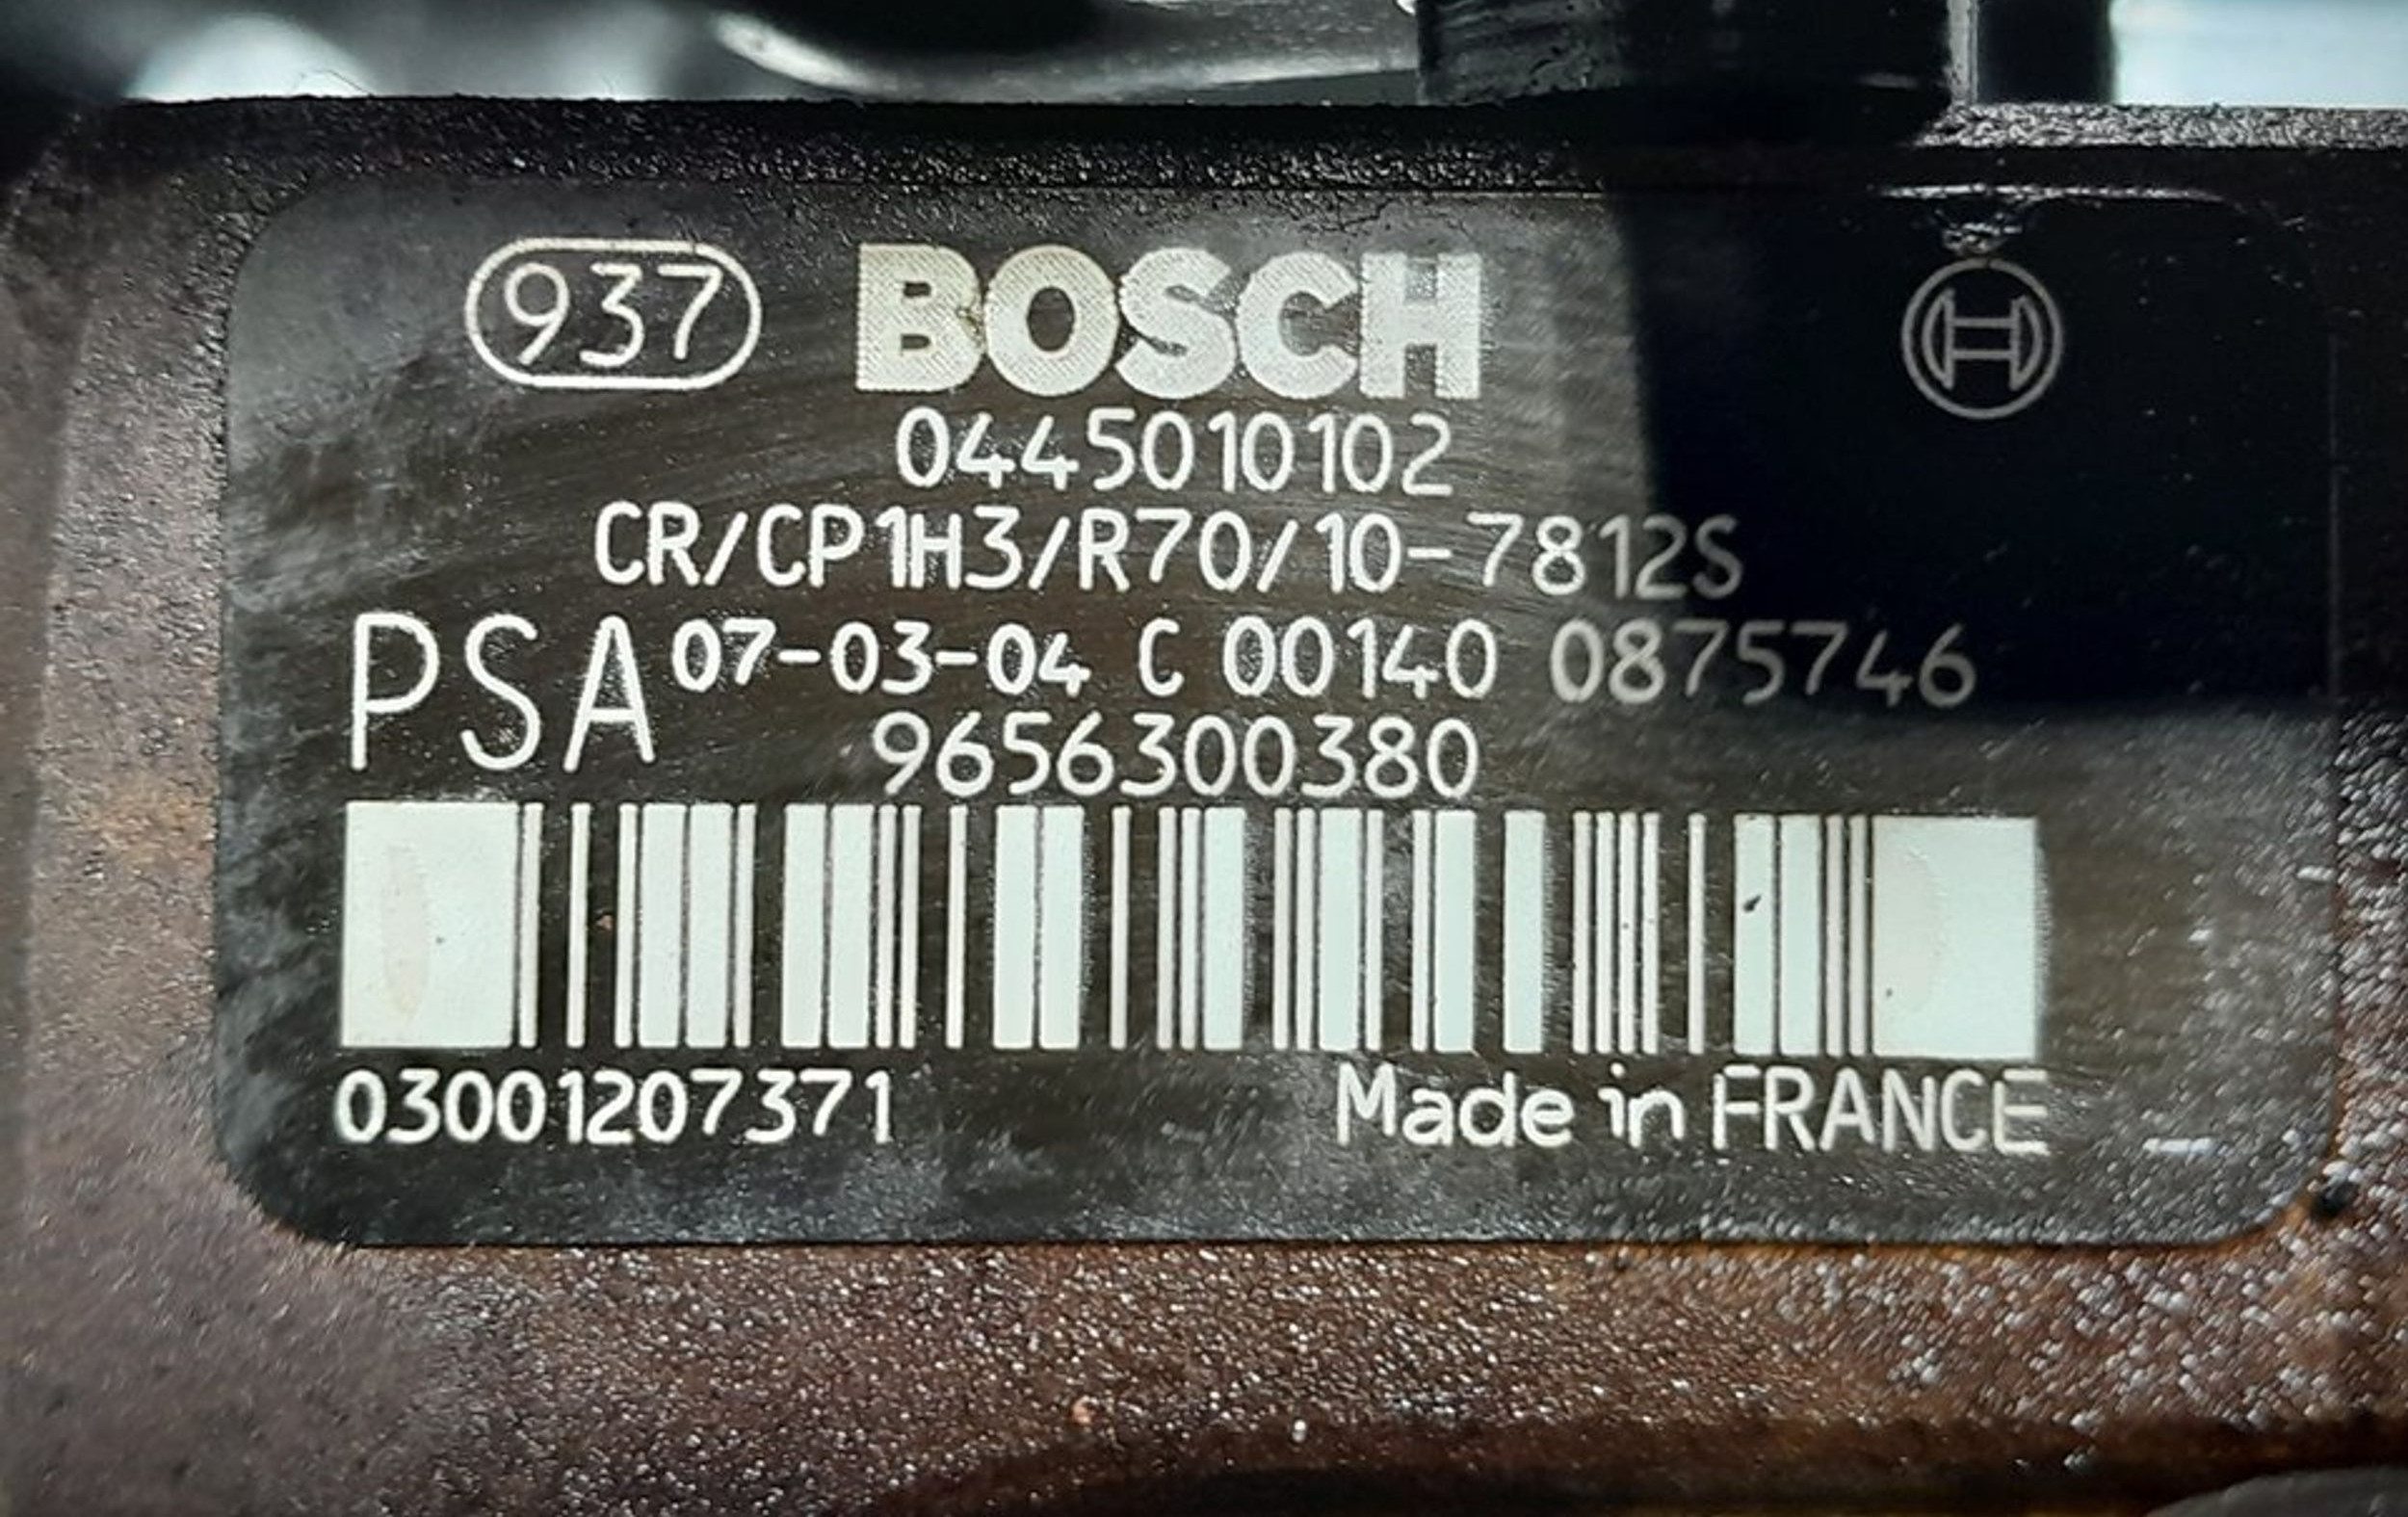 937 BOSCH
0445010102
CR/CP1H3/R70/10-7812S
PSA 07-03-04 C 00140 0875746
9656300380
03001207371 Made in FRANCE